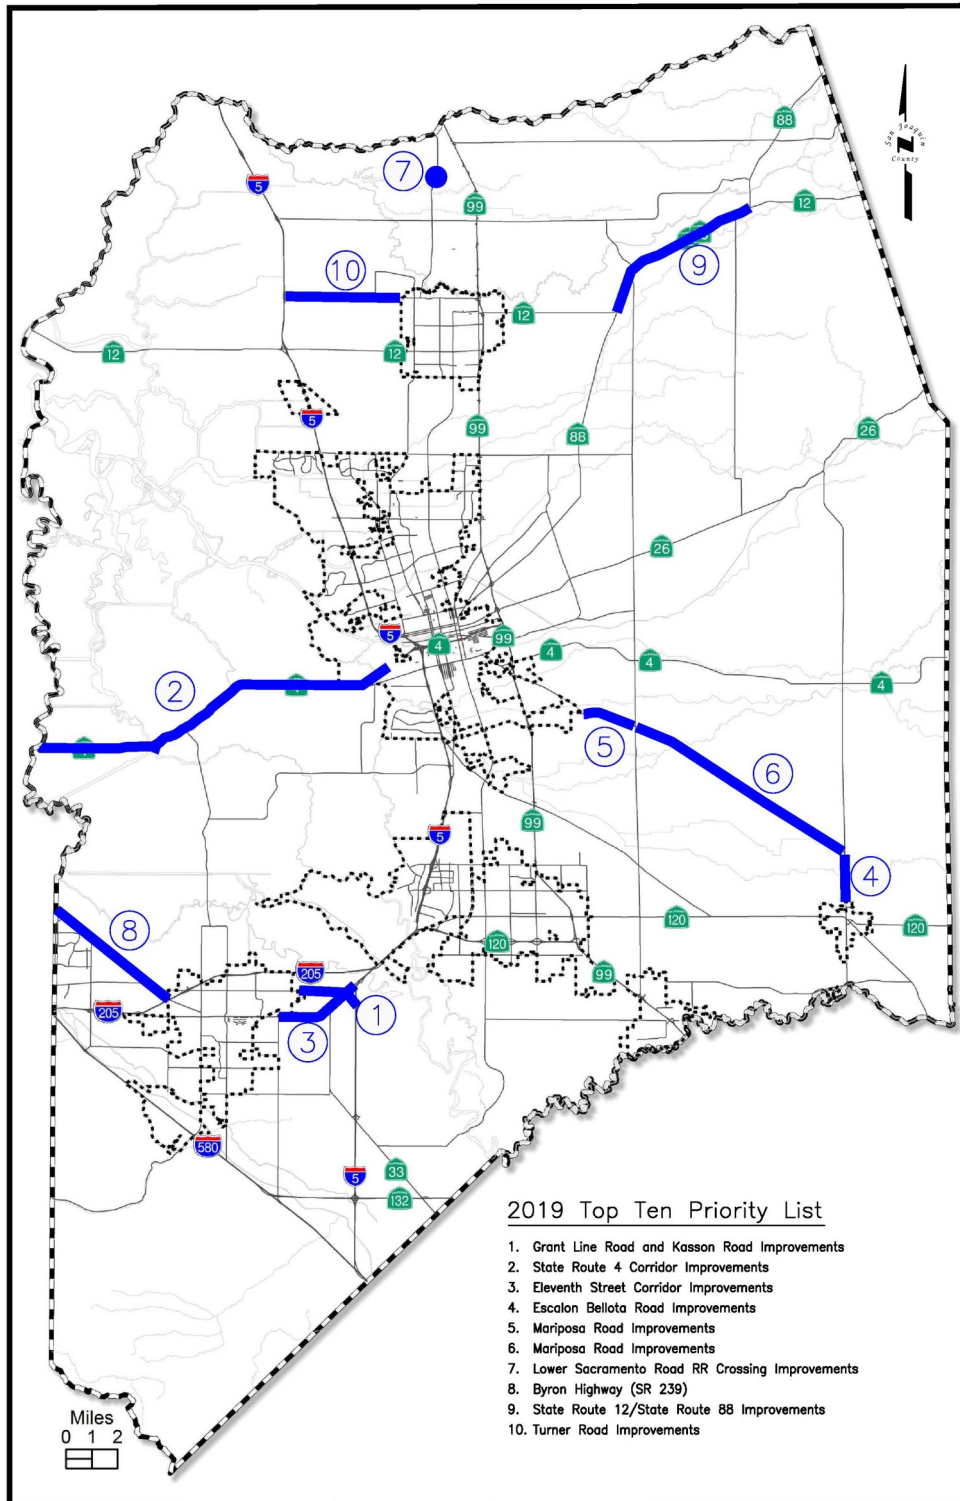 88
San Joaquin
County
7
5
99
12
9
10
12
12
12
5
99
88
26
26
5
4
99
4
4
4
2
5
6
99
5
4
8
120
120
120
205
99
205
1
3
580
5
33
132
2019 Top Ten Priority List
1. Grant Line Road and Kasson Road Improvements
2. State Route 4 Corridor Improvements
3. Eleventh Street Corridor Improvements
4. Escalon Bellota Road Improvements
5. Mariposa Road Improvements
6. Mariposa Road Improvements
7. Lower Sacramento Road RR Crossing Improvements
8. Byron Highway (SR 239)
9. State Route 12/State Route 88 Improvements
10. Turner Road Improvements
Miles
0 1 2